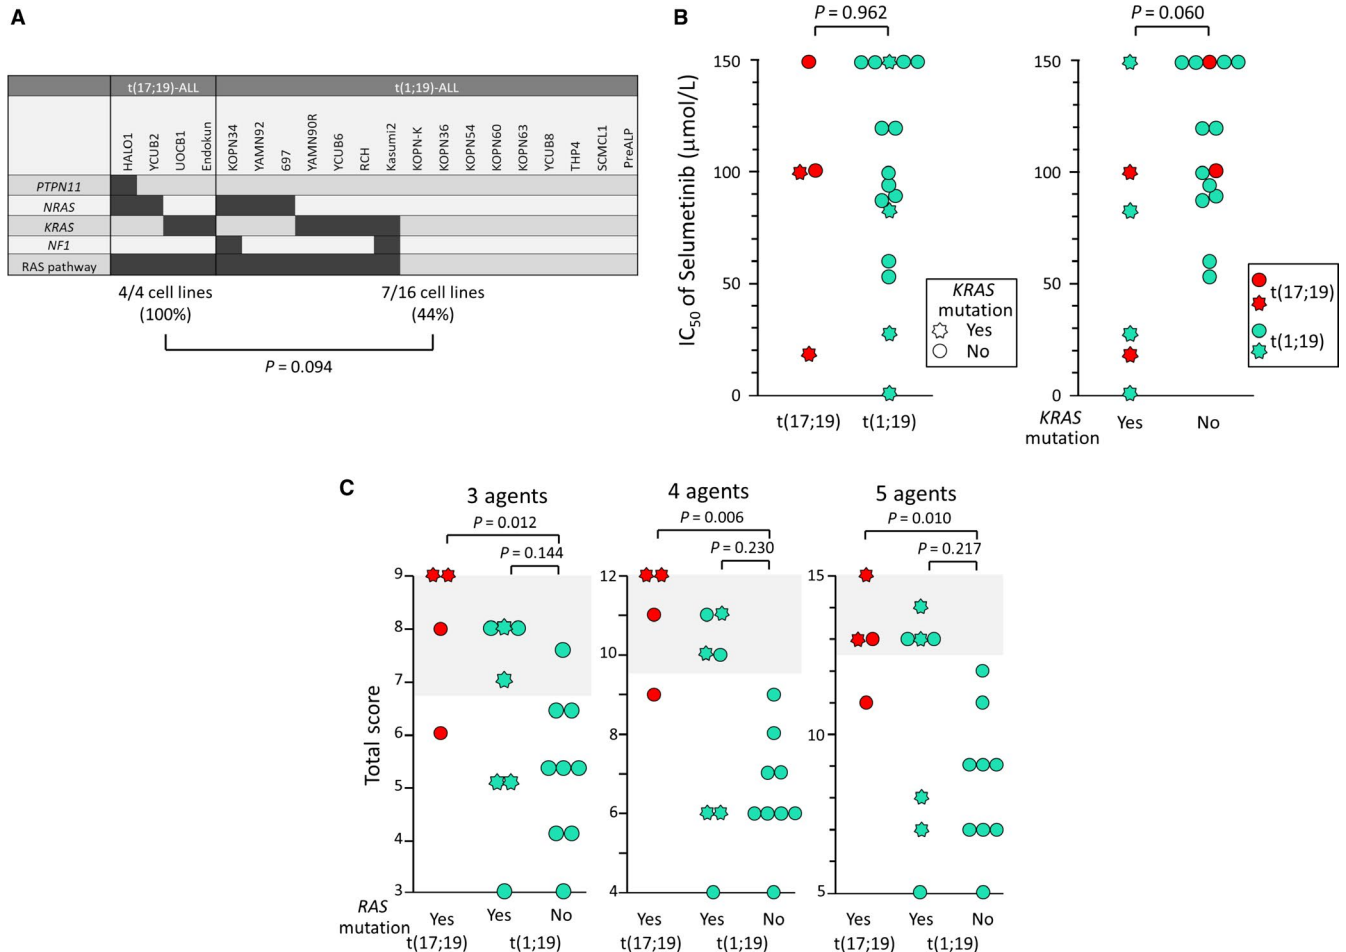 A
t(17;19)-ALL t(1;19)-ALL
HALO1 YCUB2 UOCB1 Endokun KOPN34 YAMN92 697 YAMN90R YCUB6 RCH Kasumi2 KOPN-K KOPN36 KOPN54 KOPN60 KOPN63 YCUB8 THP4 SCMCL1 PreALP
PTPN11
NRAS
KRAS
NF1
RAS pathway
4/4 cell lines 7/16 cell lines
(100%) (44%)
P = 0.094
B
P = 0.962
IC50 of Selumetinib (μmol/L)
150
100
50
0
t(17;19) t(1;19)
KRAS
mutation
Yes
No
P = 0.060
150
100
50
0
KRAS
mutation Yes No
t(17;19)
t(1;19)
C
3 agents
P = 0.012
P = 0.144
Total score
9
8
7
6
5
4
3
RAS
mutation Yes Yes No
t(17;19) t(1;19)
4 agents
P = 0.006
P = 0.230
12
10
8
6
4
Yes Yes No
t(17;19) t(1;19)
5 agents
P = 0.010
P = 0.217
15
10
5
Yes Yes No
t(17;19) t(1;19)